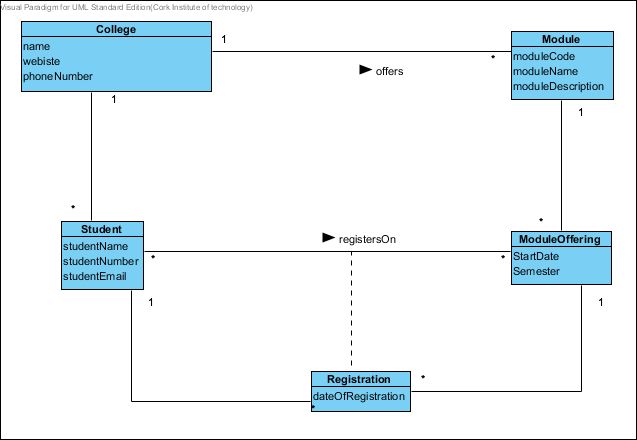 Visual Paradigm for UML Standard Edition(Cork Institute of technology)
College
name
webiste
phoneNumber
1
offers
*
Module
moduleCode
moduleName
moduleDescription
1
1
*
*
Student
studentName
studentNumber
studentEmail
*
registersOn
*
ModuleOffering
StartDate
Semester
1
1
Registration
dateOfRegistration
*
*